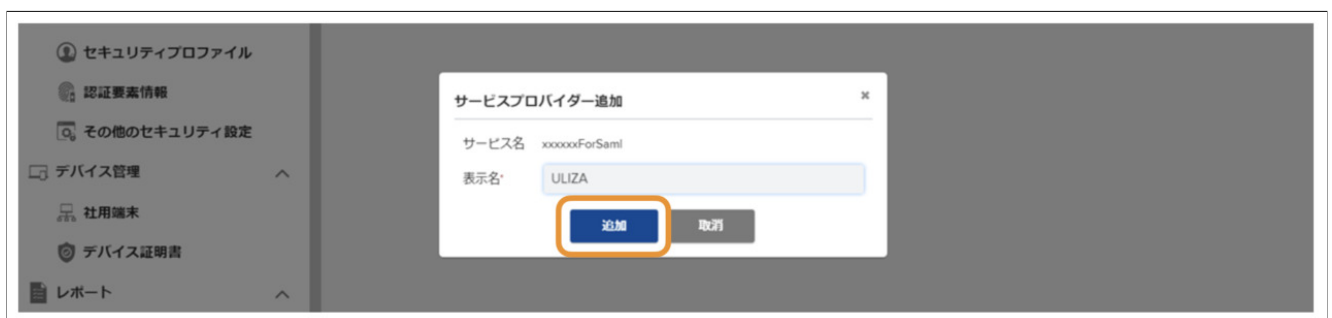 セキュリティプロファイル
認証要素情報
その他のセキュリティ設定
デバイス管理
社用端末
デバイス証明書
レポート
サービスプロバイダー追加
サービス名 xxxxxxForSaml
表示名* ULIZA
追加 取消